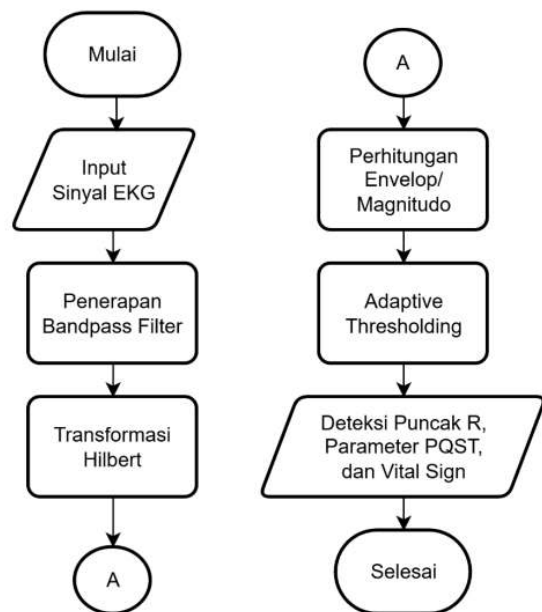 Mulai
Input
Sinyal EKG
Penerapan
Bandpass Filter
Transformasi
Hilbert
A
A
Perhitungan
Envelop/
Magnitudo
Adaptive
Thresholding
Deteksi Puncak R,
Parameter PQST,
dan Vital Sign
Selesai